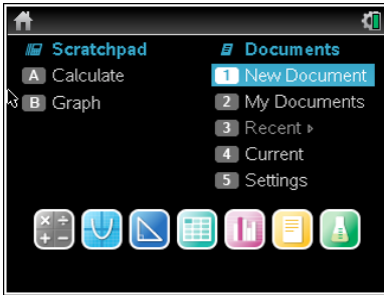 Scratchpad
A Calculate
B Graph
Documents
1 New Document
2 My Documents
3 Recent ▹
4 Current
5 Settings